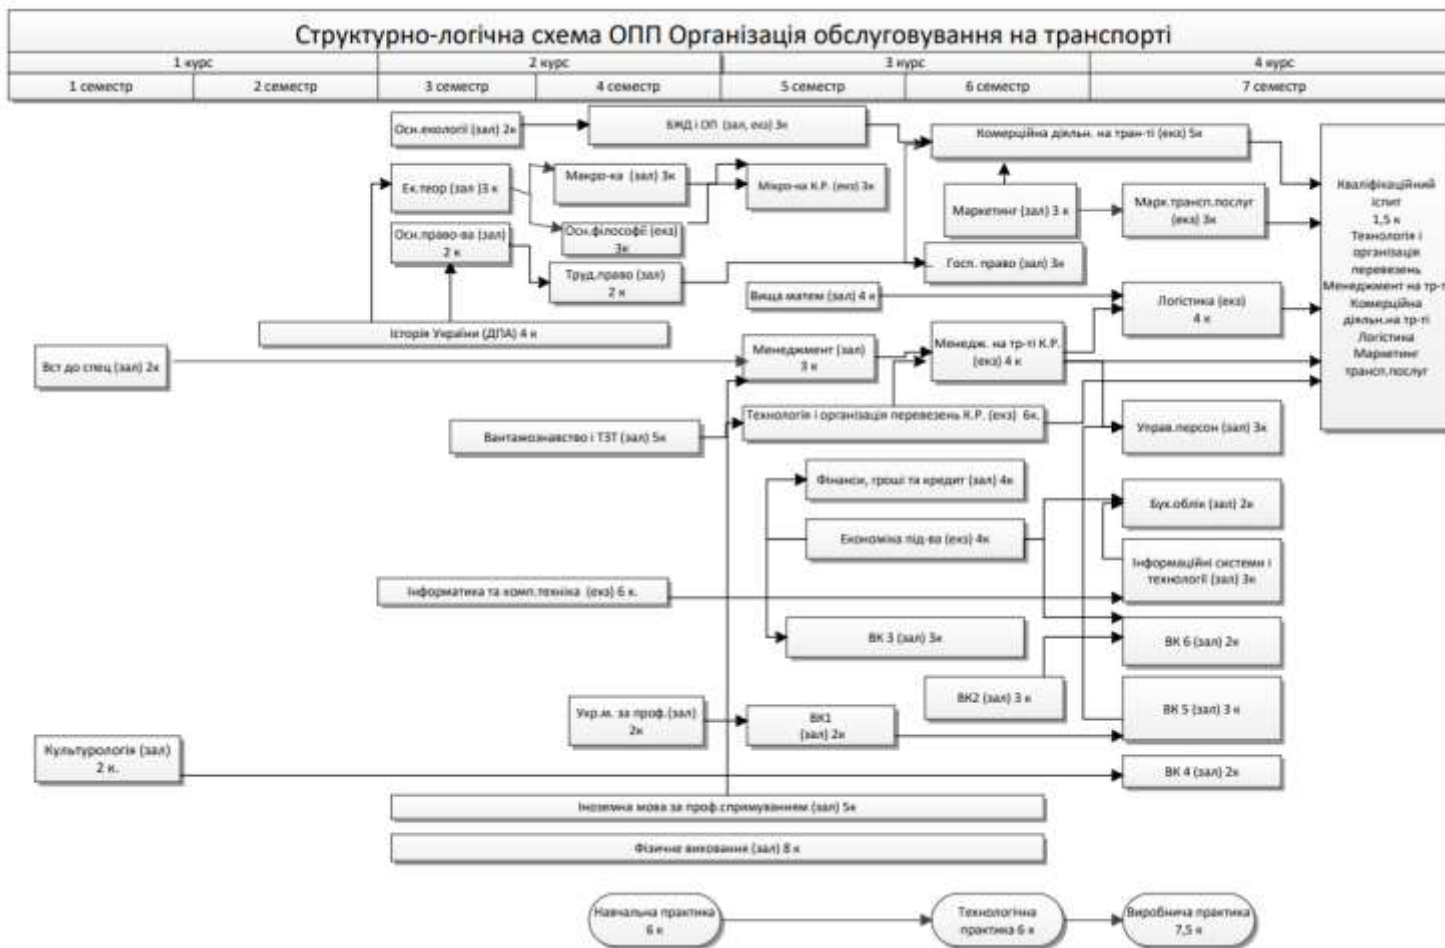 Структурно-логічна схема ОПП Організація обслуговування на транспорті
1 курс
2 курс
3 курс
4 курс
1 семестр
2 семестр
3 семестр
4 семестр
5 семестр
6 семестр
7 семестр
Осн.екології (зал) 2к
БЖД і ОП (зал, екз) 3к
Комерційна діяльн. на тран-ті (екз) 5к
Ек.теор (зал )3 к
Макро-ка (зал) 3к
Мікро-ка К.Р. (екз) 3к
Маркетинг (зал) 3 к
Марк.трансп.послуг
(екз) 3к
Кваліфікаційний
іспит
1,5 к
Технологія і
організація
перевезень
Менеджмент на тр-ті
Комерційна
діяльн.на тр-ті
Логістика
Маркетинг
трансп.послуг
Осн.право-ва (зал)
2 к
Осн.філософії (екз)
3к
Труд.право (зал)
2 к
Госп. право (зал) 3к
Вища матем (зал) 4 к
Логістика (екз)
4 к
Історія України (ДПА) 4 к
Вст до спец (зал) 2к
Менеджмент (зал)
3 к
Менедж. на тр-ті К.Р.
(екз) 4 к
Технологія і організація перевезень К.Р. (екз) 6к.
Вантажознавство і ТЗТ (зал) 5к
Управ.персон (зал) 3к
Фінанси, гроші та кредит (зал) 4к
Економіка під-ва (екз) 4к
Бух.облік (зал) 2к
Інформаційні системи і
технології (зал) 3к
Інформатика та комп.техніка (екз) 6 к.
ВК 3 (зал) 3к
ВК 6 (зал) 2к
ВК2 (зал) 3 к
ВК 5 (зал) 3 к
Укр.м. за проф.(зал)
2к
ВК1
(зал) 2к
Культурологія (зал)
2 к.
ВК 4 (зал) 2к
Іноземна мова за проф.спрямуванням (зал) 5к
Фізичне виховання (зал) 8 к
Навчальна практика
6 к
Технологічна
практика 6 к
Виробнича практика
7,5 к